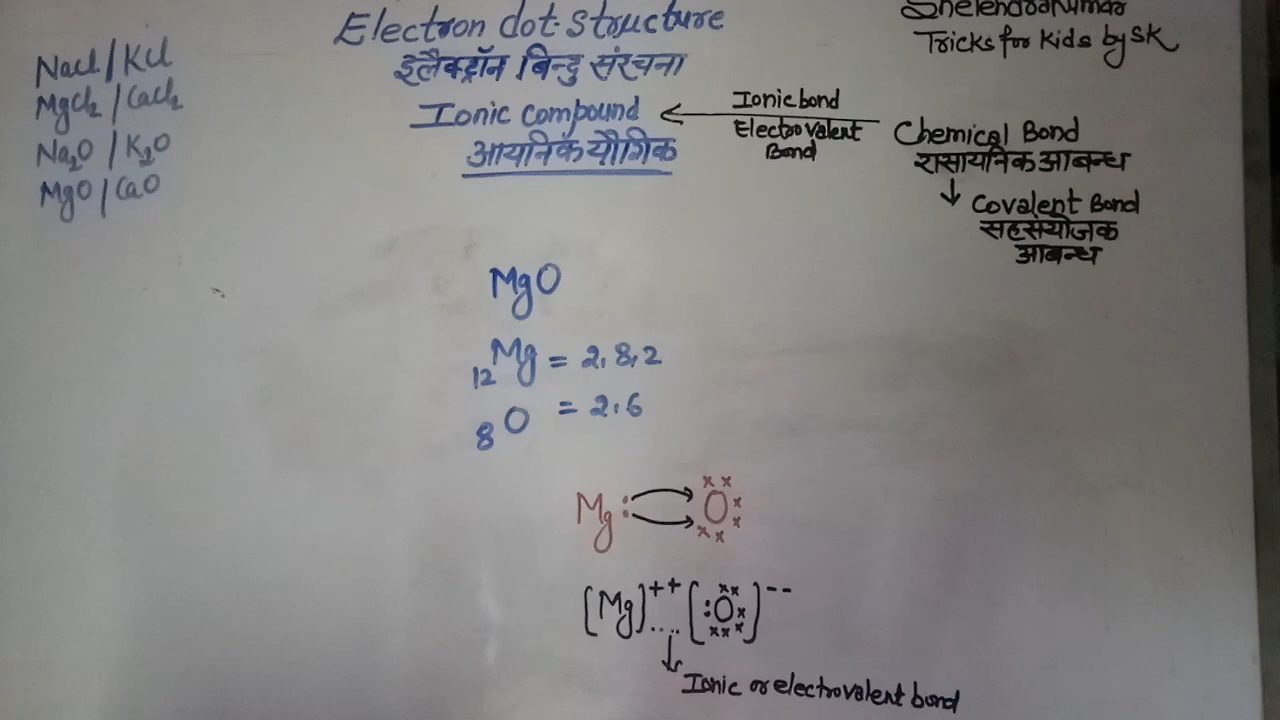 Electron dot structure
इलैक्ट्रॉन बिन्दु संरचना
Ionic compound
आयनिक यौगिक
Shelendra Kumar
Tricks for Kids by SK
NaCl / KCl
MgCl₂ / CaCl₂
Na₂O / K₂O
MgO / CaO
Ionic bond
Electrovalent
Bond
Chemical Bond
रासायनिक आबन्ध
Covalent Bond
सहसंयोजक
आबन्ध
MgO
₁₂Mg = 2,8,2
₈O = 2.6
Mg : O
[Mg]⁺⁺ [:O]⁻⁻
Ionic or electrovalent bond